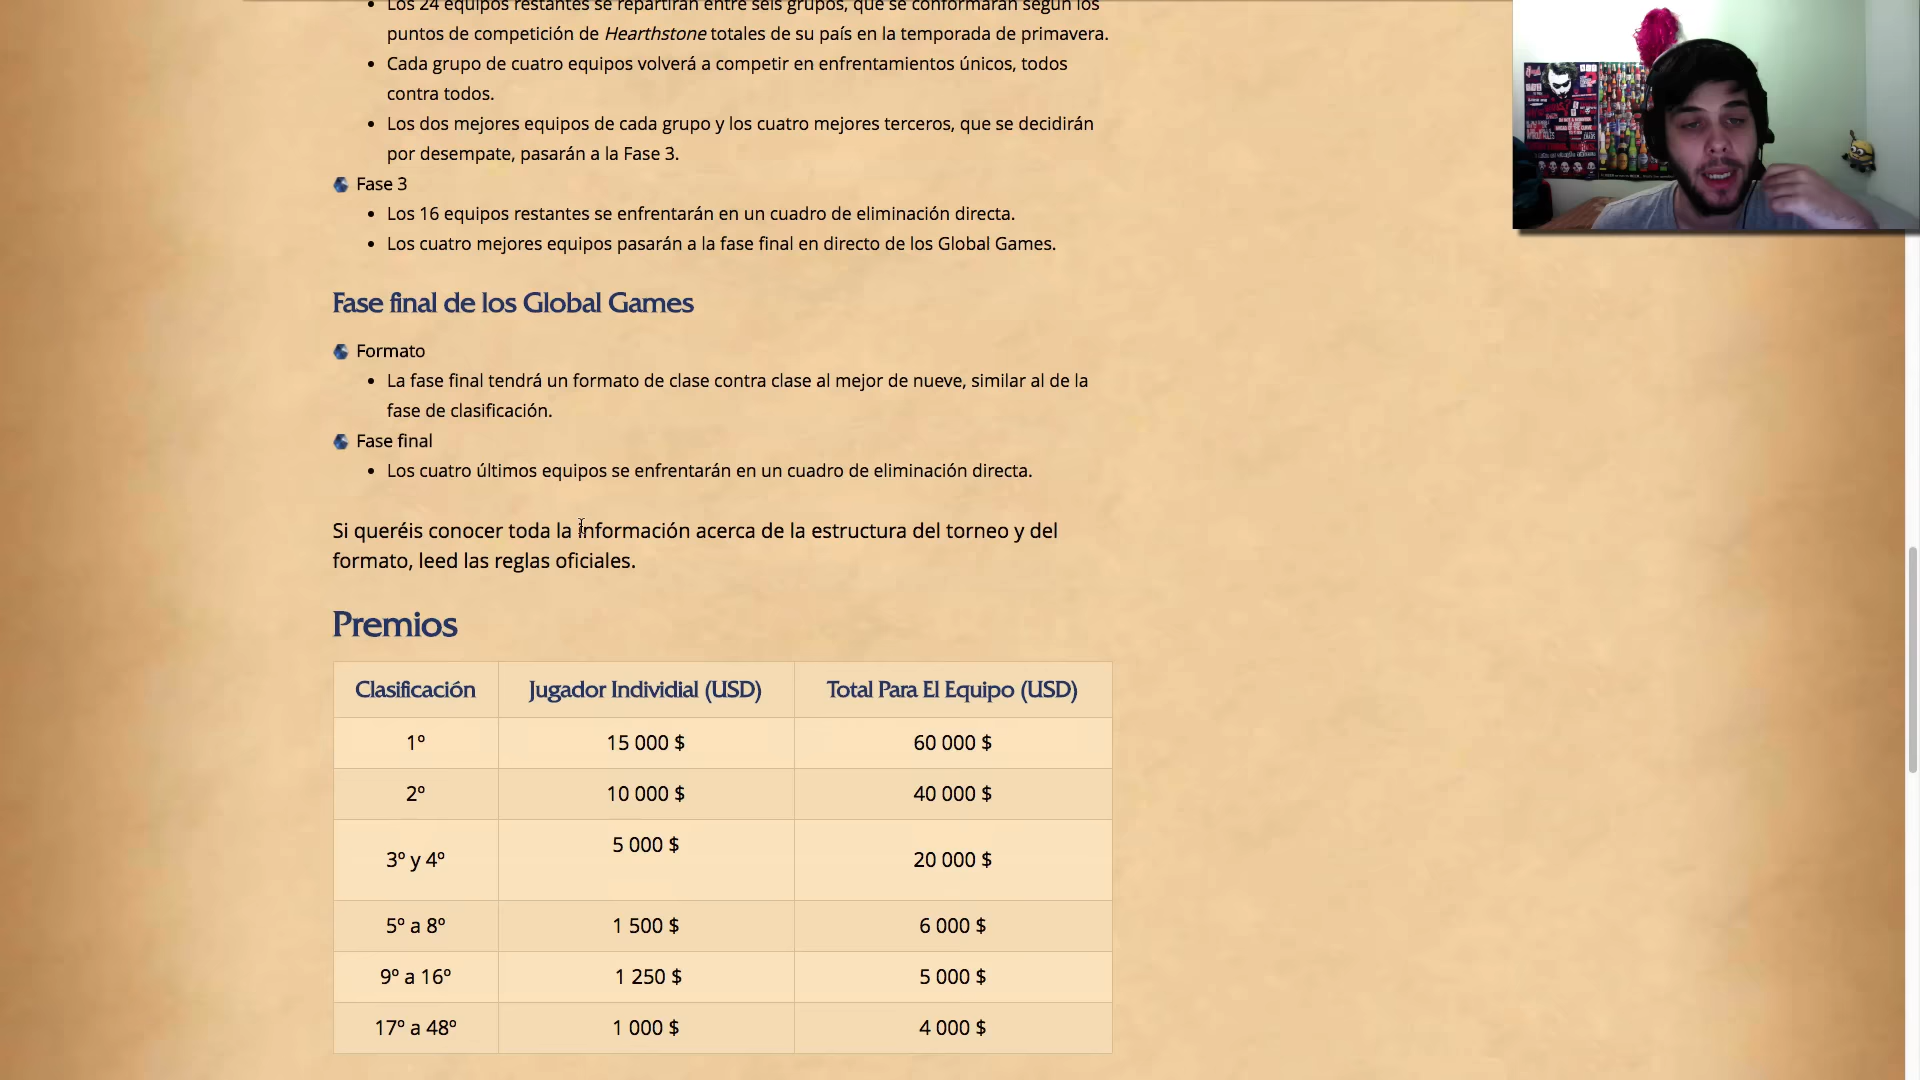 Los 24 equipos restantes se repartirán entre seis grupos, que se conformarán según los
puntos de competición de Hearthstone totales de su país en la temporada de primavera.
Cada grupo de cuatro equipos volverá a competir en enfrentamientos únicos, todos
contra todos.
Los dos mejores equipos de cada grupo y los cuatro mejores terceros, que se decidirán
por desempate, pasarán a la Fase 3.
Fase 3
Los 16 equipos restantes se enfrentarán en un cuadro de eliminación directa.
Los cuatro mejores equipos pasarán a la fase final en directo de los Global Games.
Fase final de los Global Games
Formato
La fase final tendrá un formato de clase contra clase al mejor de nueve, similar al de la
fase de clasificación.
Fase final
Los cuatro últimos equipos se enfrentarán en un cuadro de eliminación directa.
Si queréis conocer toda la información acerca de la estructura del torneo y del
formato, leed las reglas oficiales.
Premios
Clasificación Jugador Individial (USD) Total Para El Equipo (USD)
1º 15 000 $ 60 000 $
2º 10 000 $ 40 000 $
3º y 4º 5 000 $ 20 000 $
5º a 8º 1 500 $ 6 000 $
9º a 16º 1 250 $ 5 000 $
17º a 48º 1 000 $ 4 000 $